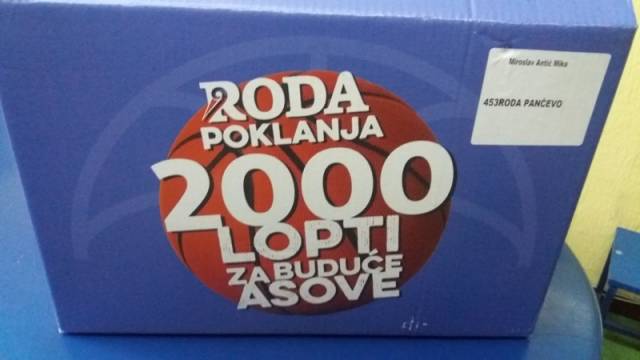 RODA
POKLANJA
2000
LOPTI
ZA BUDUĆE
ASOVE
Miroslav Antić Mika
453RODA PANČEVO